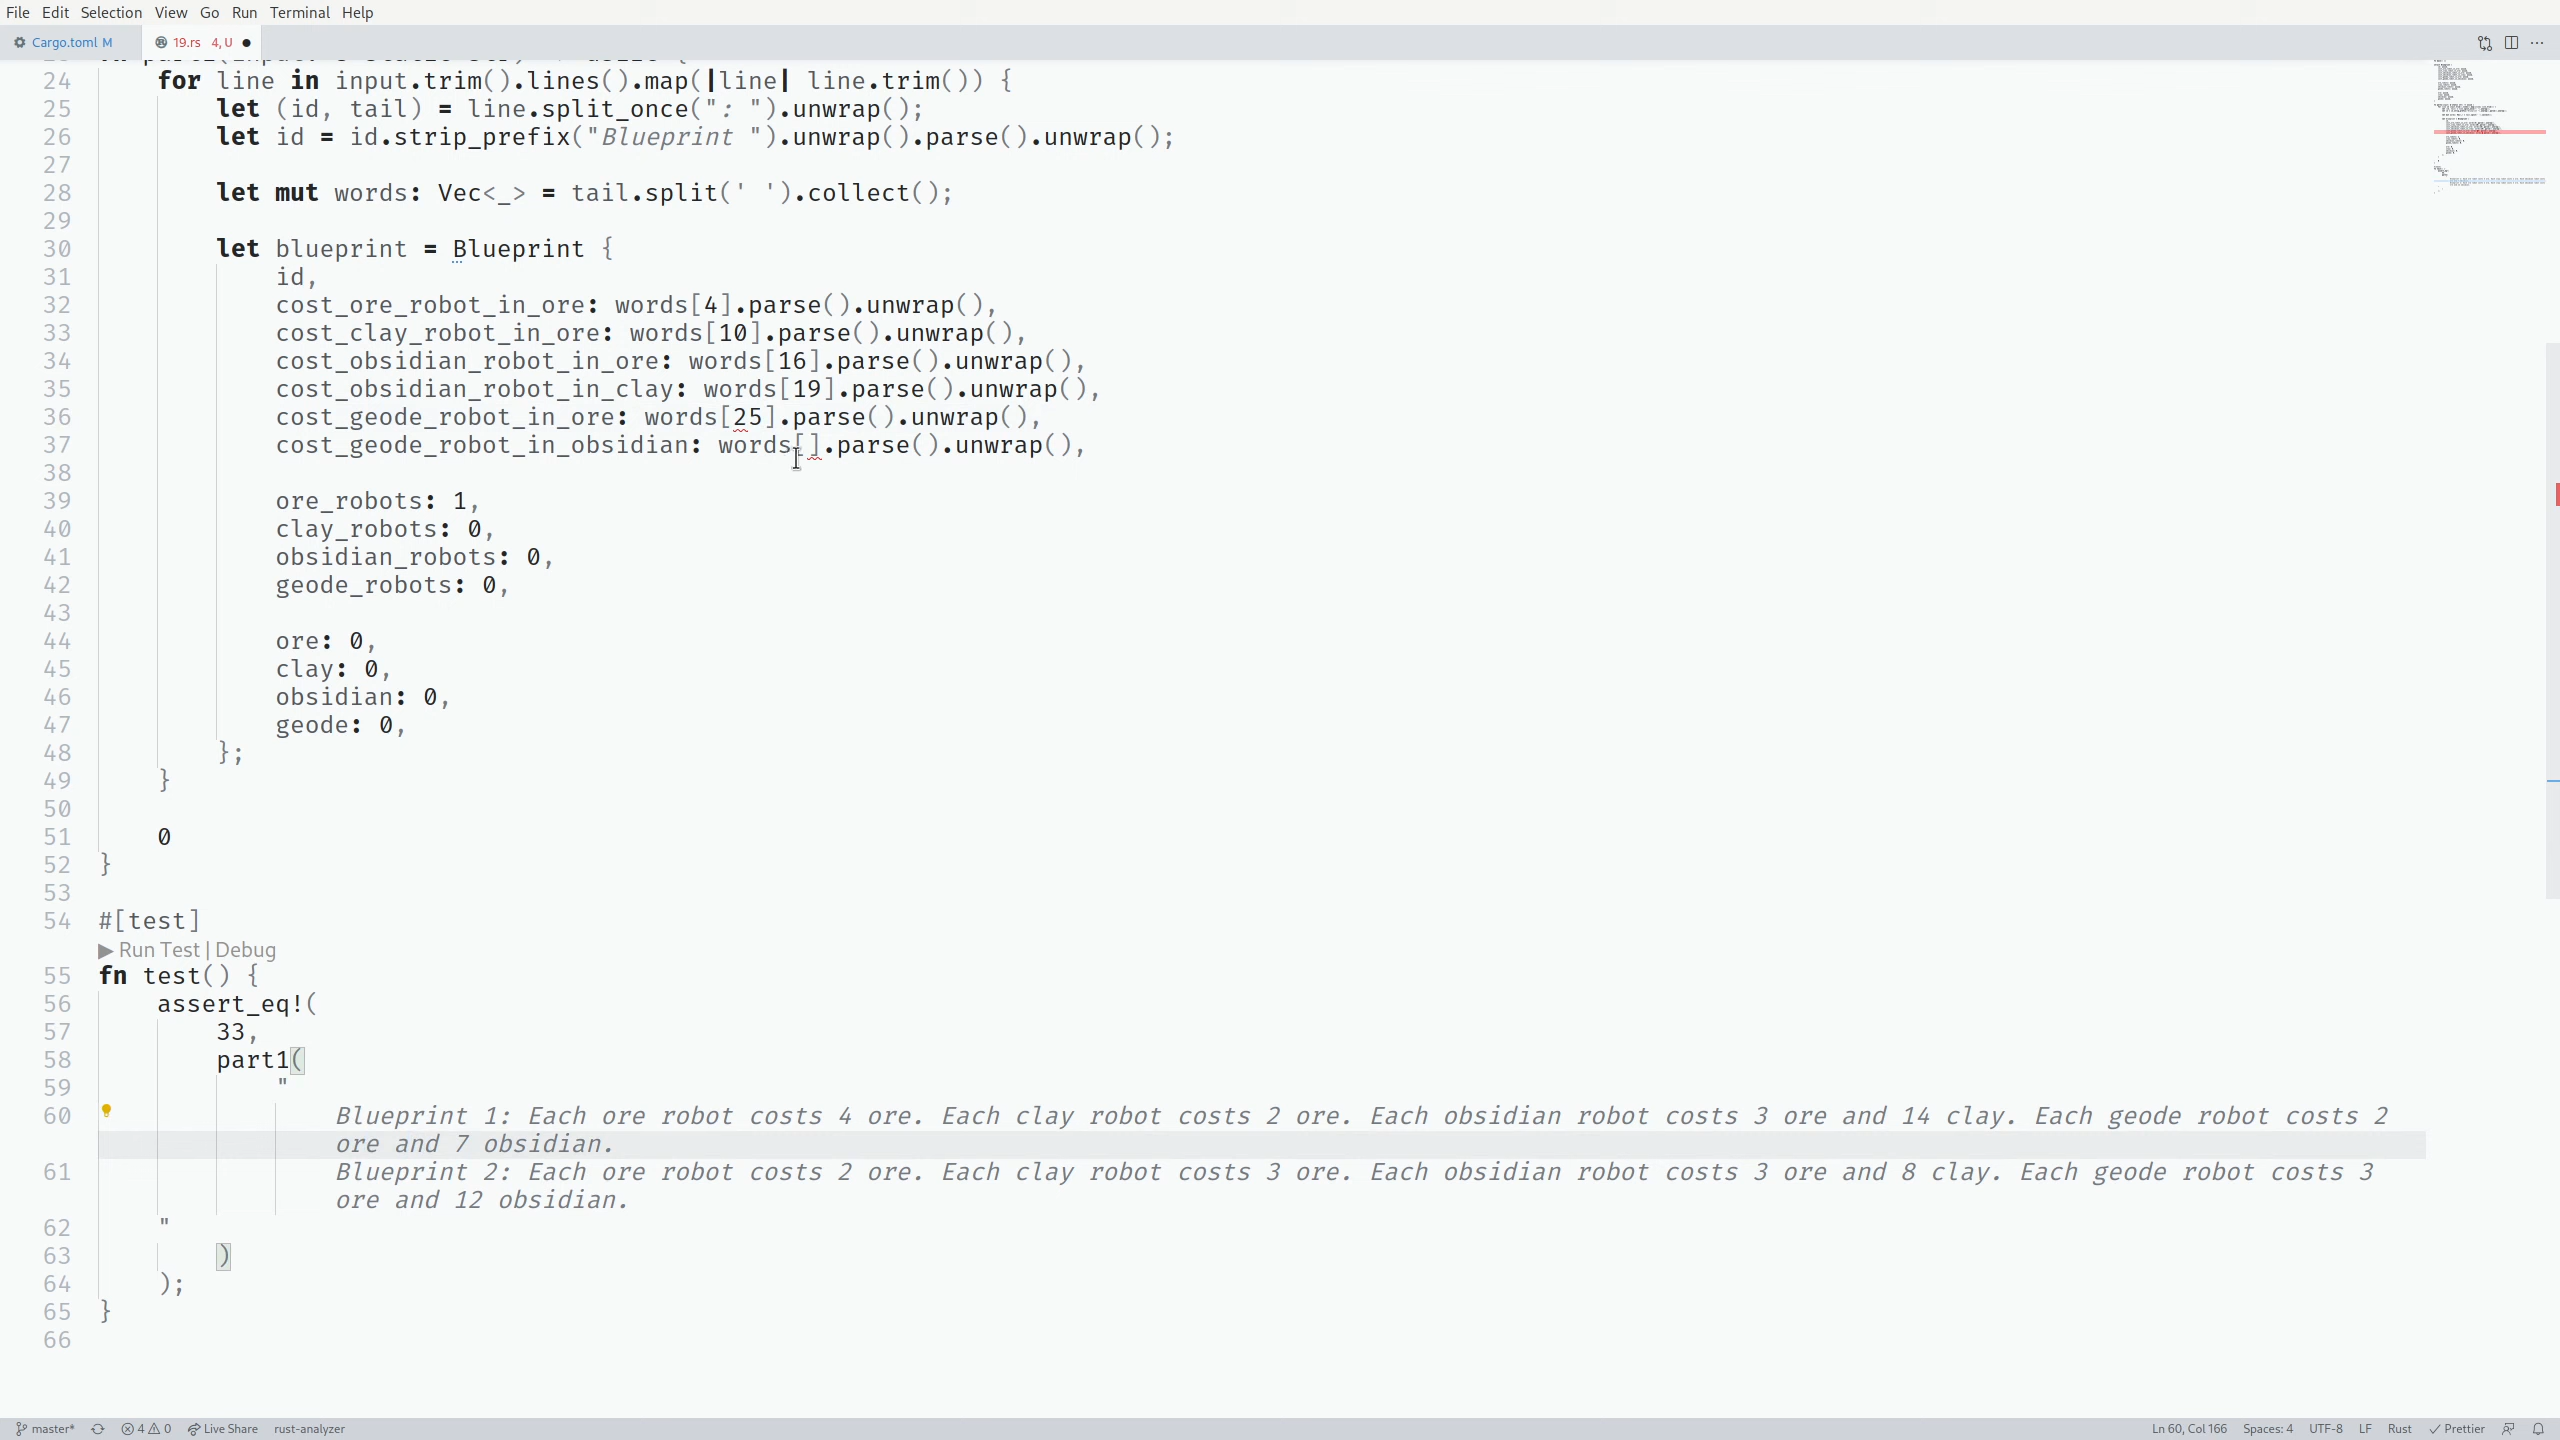 File Edit Selection View Go Run Terminal Help
Cargo.toml M 19.rs 4, U
24 for line in input.trim().lines().map(|line| line.trim()) {
25 let (id, tail) = line.split_once(": ").unwrap();
26 let id = id.strip_prefix("Blueprint ").unwrap().parse().unwrap();
27
28 let mut words: Vec<_> = tail.split(' ').collect();
29
30 let blueprint = Blueprint {
31 id,
32 cost_ore_robot_in_ore: words[4].parse().unwrap(),
33 cost_clay_robot_in_ore: words[10].parse().unwrap(),
34 cost_obsidian_robot_in_ore: words[16].parse().unwrap(),
35 cost_obsidian_robot_in_clay: words[19].parse().unwrap(),
36 cost_geode_robot_in_ore: words[25].parse().unwrap(),
37 cost_geode_robot_in_obsidian: words[].parse().unwrap(),
38
39 ore_robots: 1,
40 clay_robots: 0,
41 obsidian_robots: 0,
42 geode_robots: 0,
43
44 ore: 0,
45 clay: 0,
46 obsidian: 0,
47 geode: 0,
48 };
49 }
50
51 0
52 }
53
54 #[test]
▶ Run Test | Debug
55 fn test() {
56 assert_eq!(
57 33,
58 part1(
59 "
60 Blueprint 1: Each ore robot costs 4 ore. Each clay robot costs 2 ore. Each obsidian robot costs 3 ore and 14 clay. Each geode robot costs 2
ore and 7 obsidian.
61 Blueprint 2: Each ore robot costs 2 ore. Each clay robot costs 3 ore. Each obsidian robot costs 3 ore and 8 clay. Each geode robot costs 3
ore and 12 obsidian.
62 "
63 )
64 );
65 }
66
master* 4 0 Live Share rust-analyzer Ln 60, Col 166 Spaces: 4 UTF-8 LF Rust Prettier